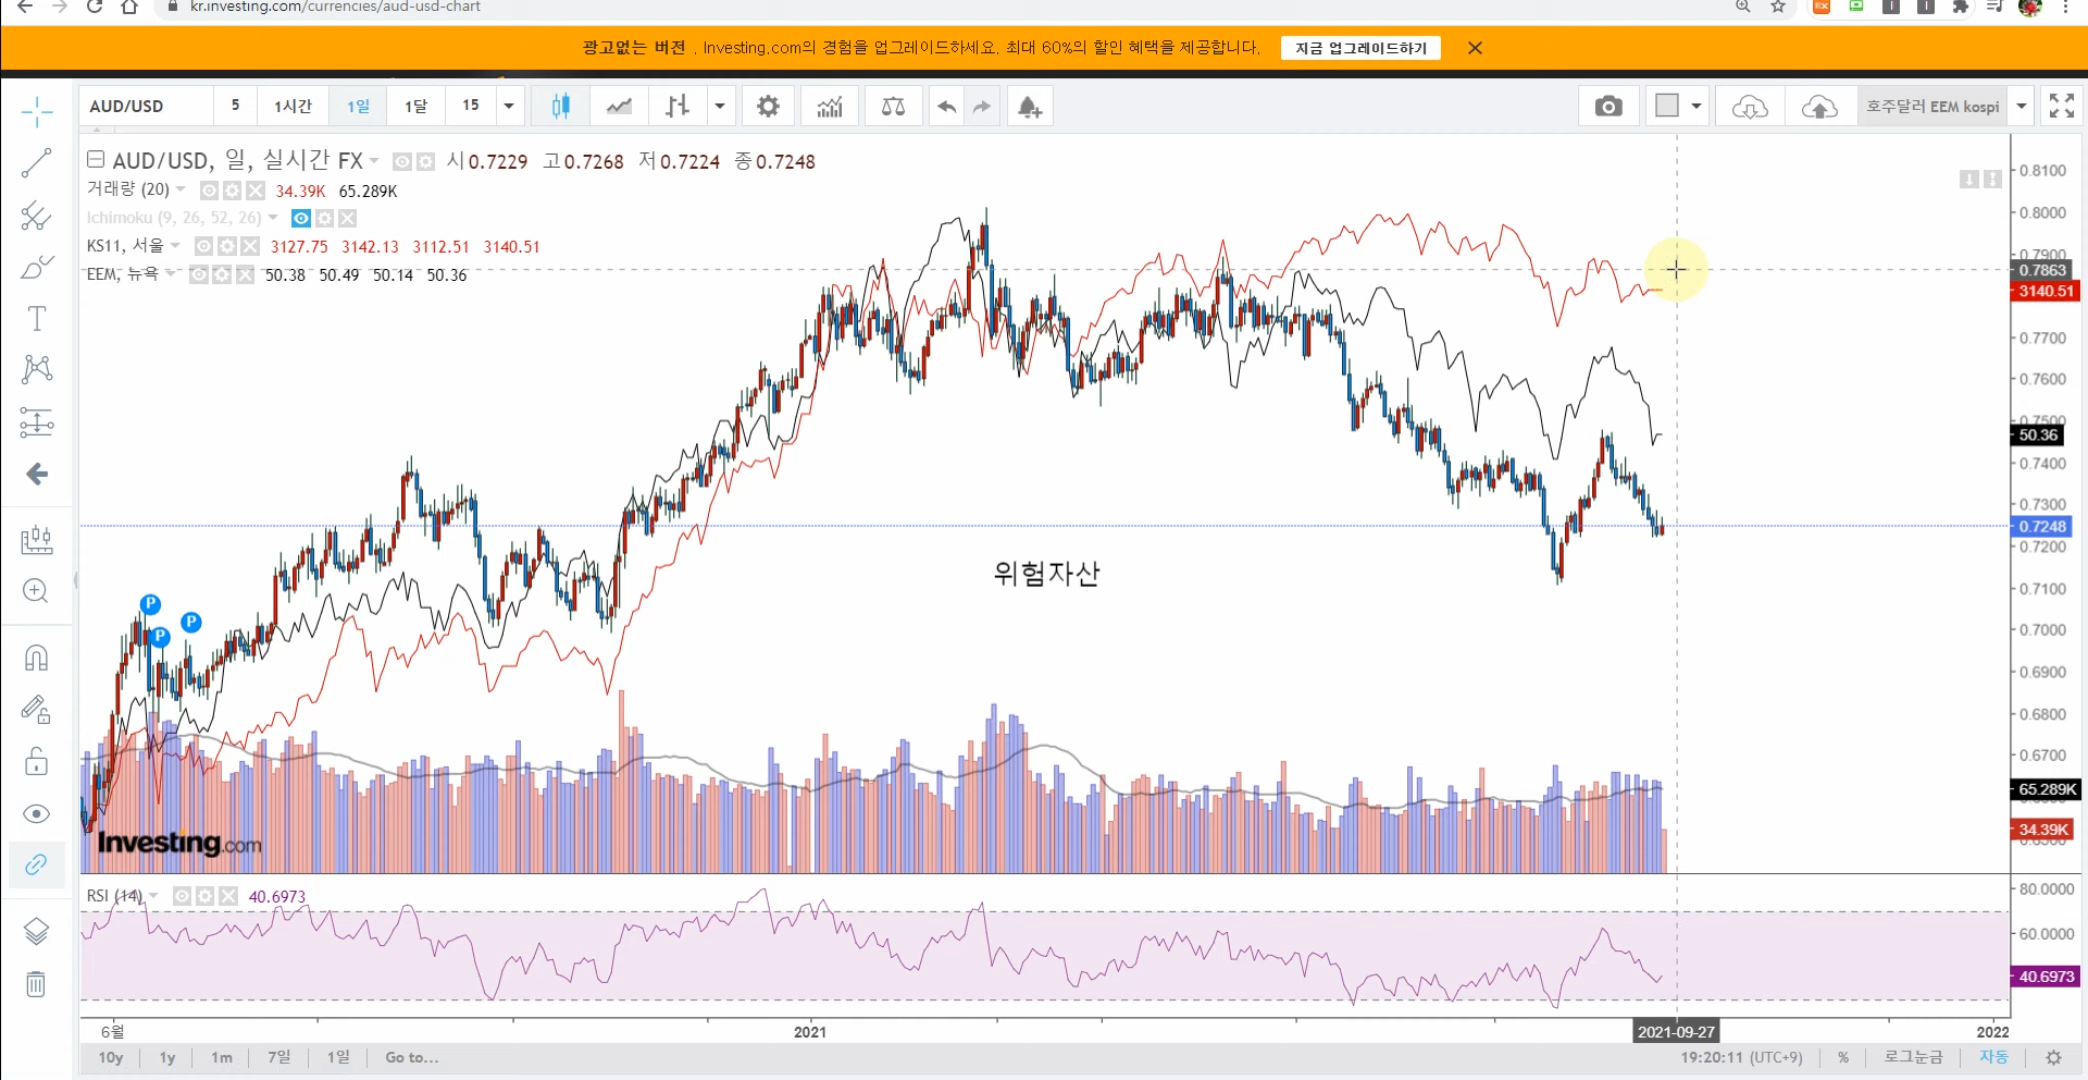 kr.investing.com/currencies/aud-usd-chart
광고없는 버전 . Investing.com의 경험을 업그레이드하세요. 최대 60%의 할인 혜택을 제공합니다. 지금 업그레이드하기
AUD/USD 5 1시간 1일 1달 15 호주달러 EEM kospi
AUD/USD, 일, 실시간 FX 시0.7229 고0.7268 저0.7224 종0.7248
거래량 (20) 34.39K 65.289K
Ichimoku (9, 26, 52, 26)
KS11, 서울 3127.75 3142.13 3112.51 3140.51
EEM, 뉴욕 50.38 50.49 50.14 50.36
0.8100
0.8000
0.7900
0.7863
3140.51
0.7700
0.7600
0.7500
50.36
0.7400
0.7300
0.7248
0.7200
0.7100
0.7000
0.6900
0.6800
0.6700
65.289K
34.39K
위험자산
P
P
P
Investing.com
RSI (14) 40.6973
80.0000
60.0000
40.6973
6월 2021 2021-09-27 2022
10y 1y 1m 7일 1일 Go to... 19:20:11 (UTC+9) % 로그눈금 자동